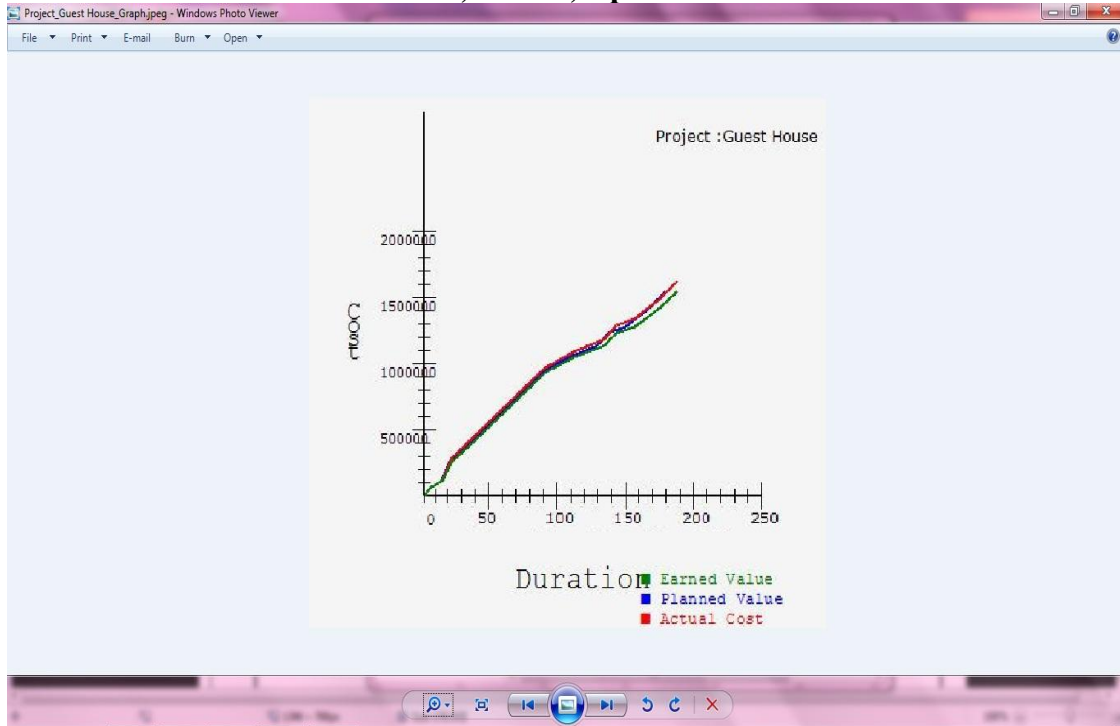 Project_Guest House_Graph.jpeg - Windows Photo Viewer
File Print E-mail Burn Open
Project :Guest House
2000000
1500000
Cost
1000000
500000
0 50 100 150 200 250
Duration
Earned Value
Planned Value
Actual Cost